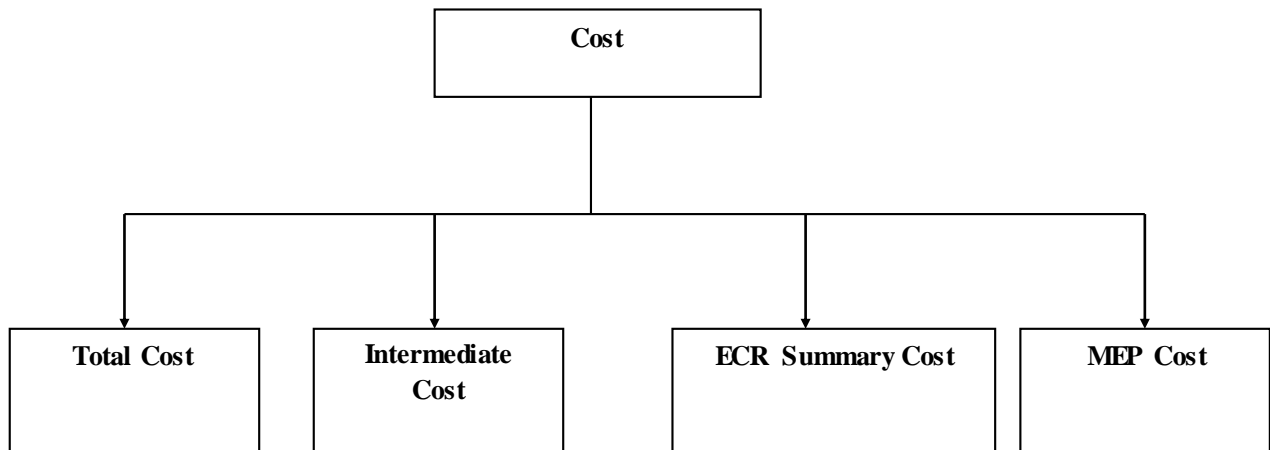 Cost
Total Cost
Intermediate
Cost
ECR Summary Cost
MEP Cost